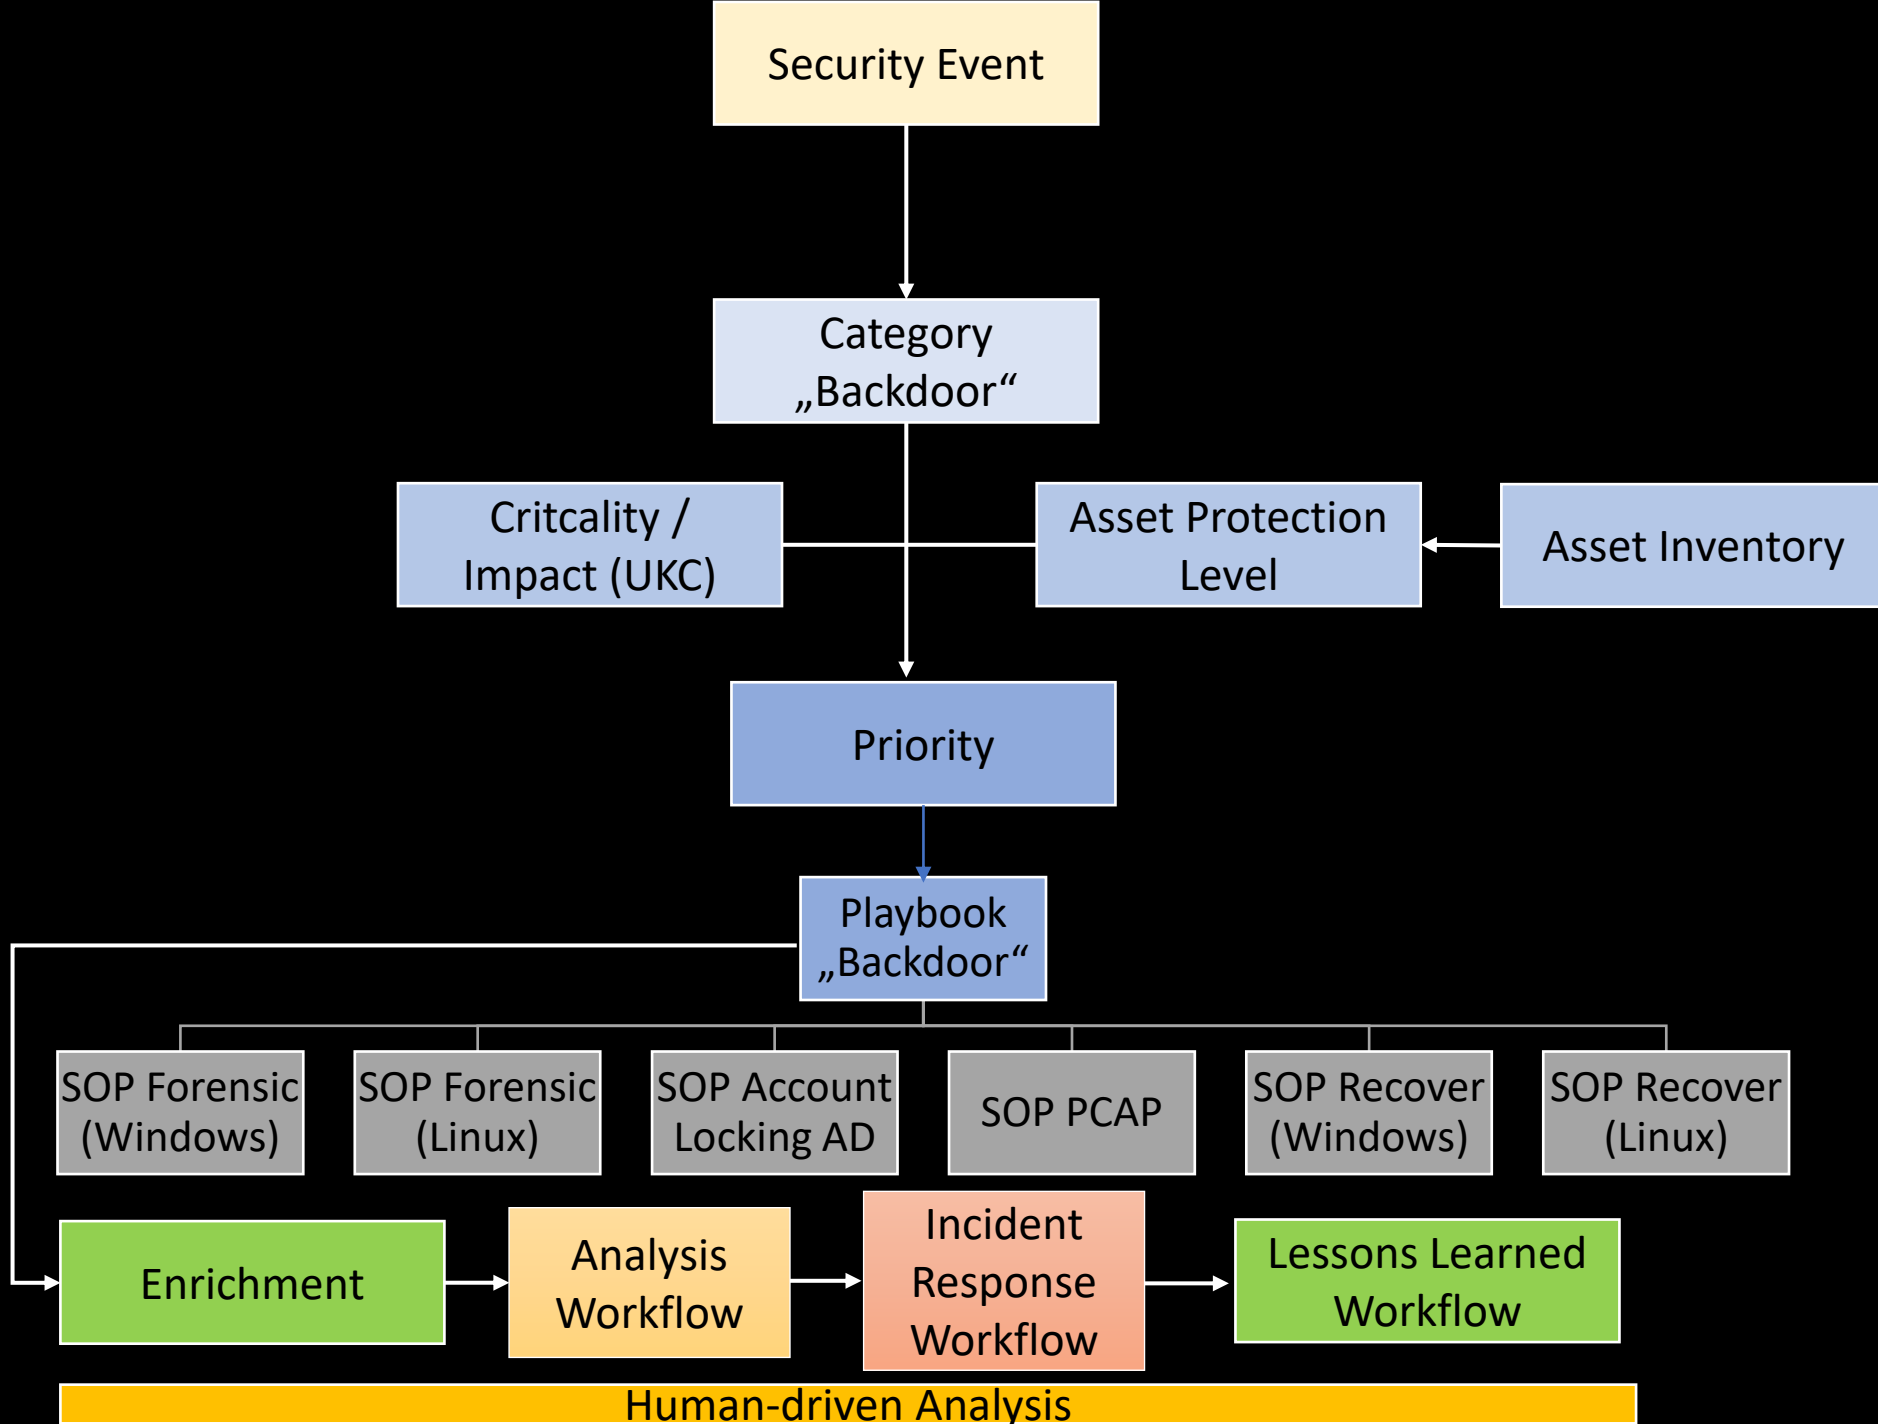 Security Event
Category
„Backdoor“
Critcality /
Impact (UKC)
Asset Protection
Level
Asset Inventory
Priority
Playbook
„Backdoor“
SOP Forensic
(Windows)
SOP Forensic
(Linux)
SOP Account
Locking AD
SOP PCAP
SOP Recover
(Windows)
SOP Recover
(Linux)
Enrichment
Analysis
Workflow
Incident
Response
Workflow
Lessons Learned
Workflow
Human-driven Analysis